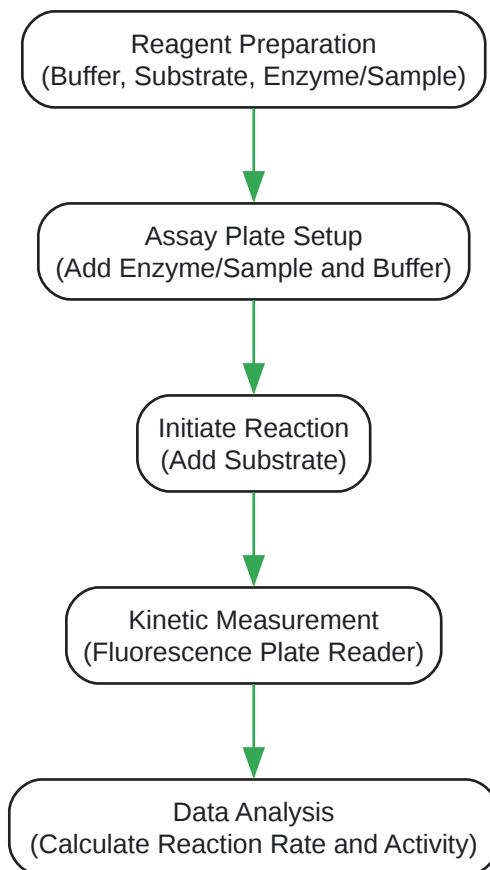 Reagent Preparation
(Buffer, Substrate, Enzyme/Sample)
Assay Plate Setup
(Add Enzyme/Sample and Buffer)
Initiate Reaction
(Add Substrate)
Kinetic Measurement
(Fluorescence Plate Reader)
Data Analysis
(Calculate Reaction Rate and Activity)